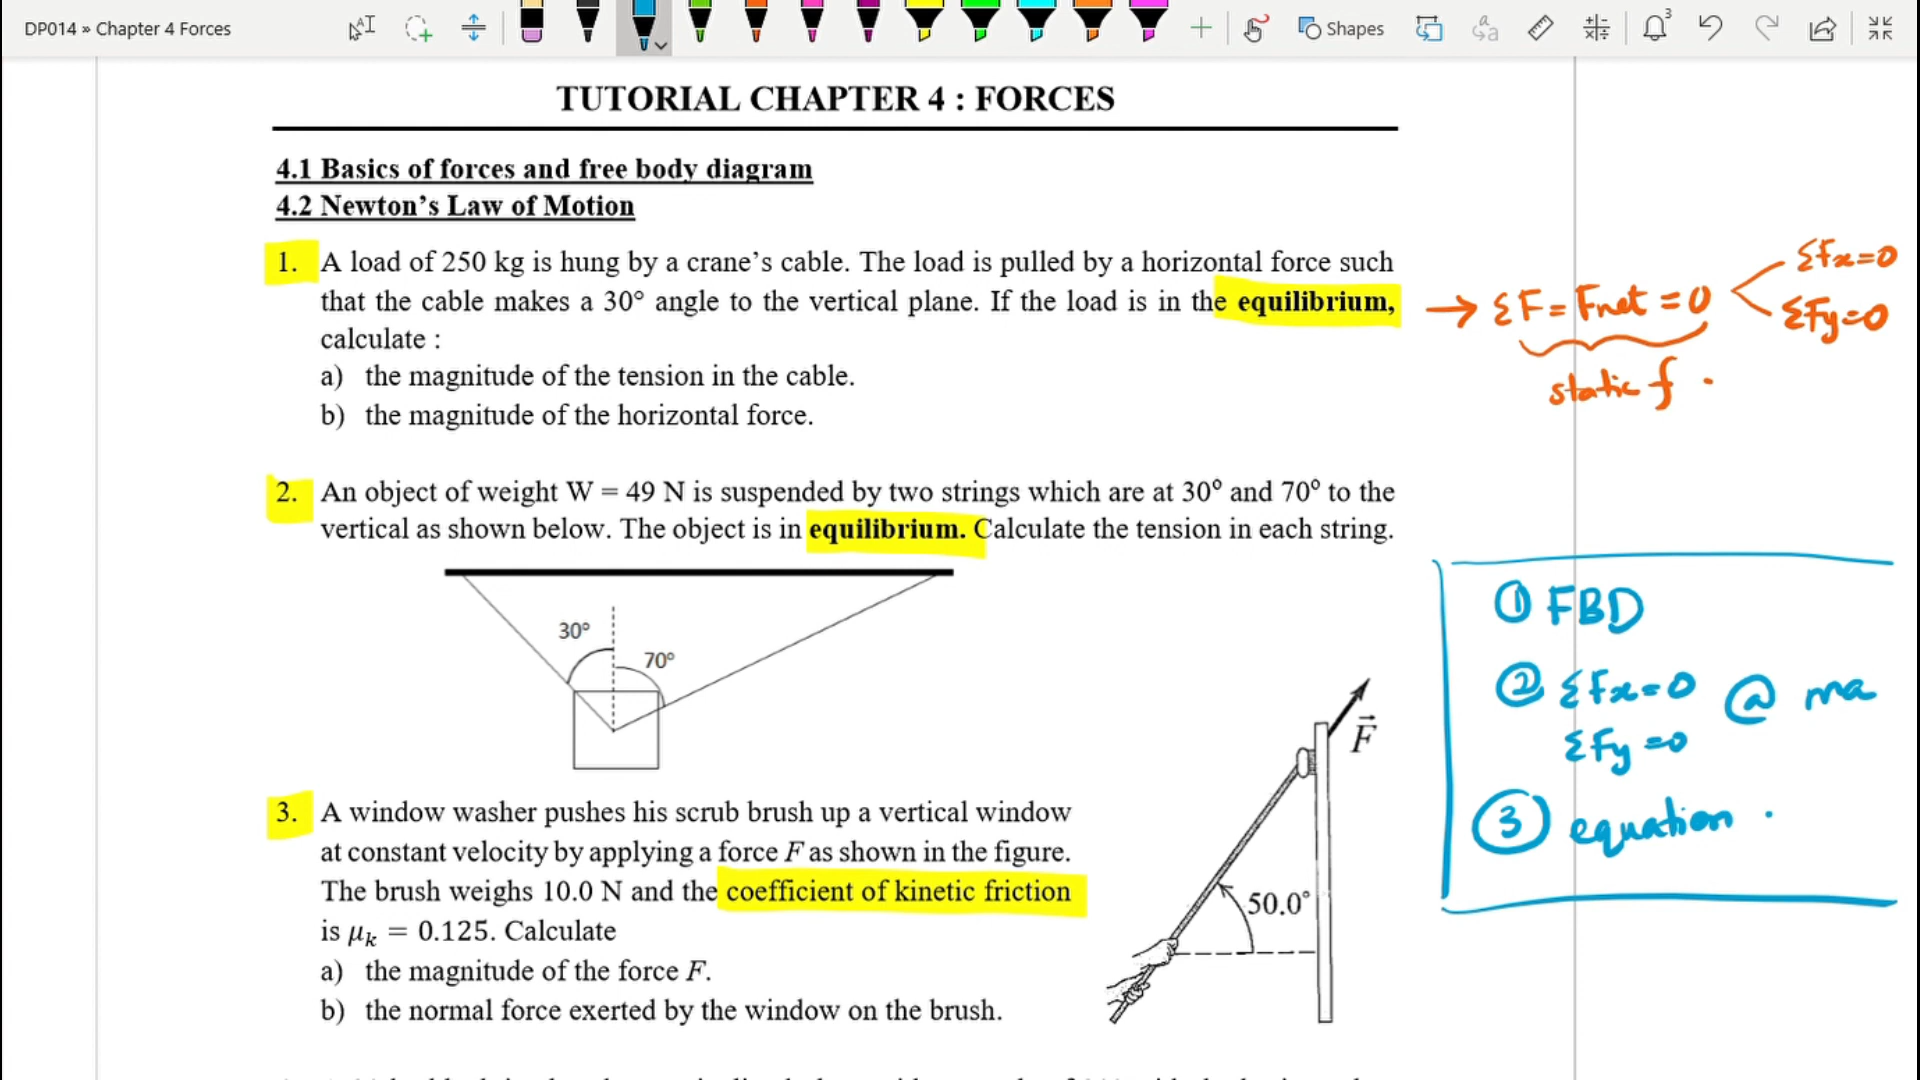 DP014 » Chapter 4 Forces
Shapes
3
TUTORIAL CHAPTER 4 : FORCES
4.1 Basics of forces and free body diagram
4.2 Newton's Law of Motion
1. A load of 250 kg is hung by a crane's cable. The load is pulled by a horizontal force such
that the cable makes a 30° angle to the vertical plane. If the load is in the equilibrium,
calculate :
a) the magnitude of the tension in the cable.
b) the magnitude of the horizontal force.
→ ΣF = Fnet = 0
ΣFx=0
ΣFy=0
static f .
2. An object of weight W = 49 N is suspended by two strings which are at 30° and 70° to the
vertical as shown below. The object is in equilibrium. Calculate the tension in each string.
30°
70°
① FBD
② ΣFx=0 @ ma
ΣFy=0
③ equation .
3. A window washer pushes his scrub brush up a vertical window
at constant velocity by applying a force F as shown in the figure.
The brush weighs 10.0 N and the coefficient of kinetic friction
is μk = 0.125. Calculate
a) the magnitude of the force F.
b) the normal force exerted by the window on the brush.
F
50.0°